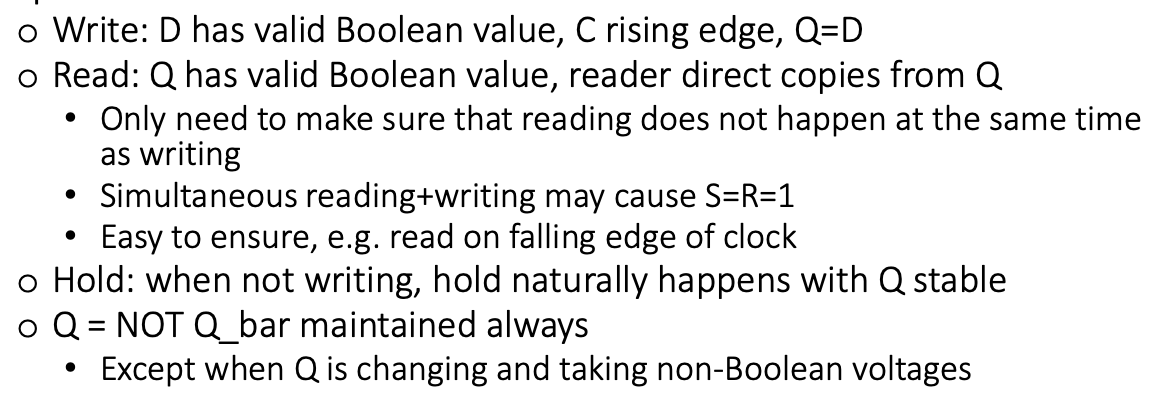 o Write: D has valid Boolean value, C rising edge, Q=D
o Read: Q has valid Boolean value, reader direct copies from Q
• Only need to make sure that reading does not happen at the same time
as writing
• Simultaneous reading+writing may cause S=R=1
• Easy to ensure, e.g. read on falling edge of clock
o Hold: when not writing, hold naturally happens with Q stable
o Q = NOT Q_bar maintained always
• Except when Q is changing and taking non-Boolean voltages